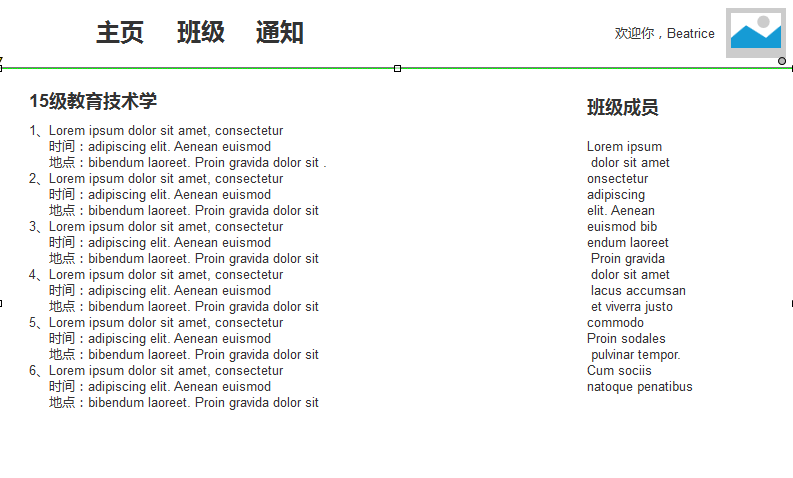 主页 班级 通知
欢迎你，Beatrice
15级教育技术学
1、Lorem ipsum dolor sit amet, consectetur
时间：adipiscing elit. Aenean euismod
地点：bibendum laoreet. Proin gravida dolor sit .
2、Lorem ipsum dolor sit amet, consectetur
时间：adipiscing elit. Aenean euismod
地点：bibendum laoreet. Proin gravida dolor sit
3、Lorem ipsum dolor sit amet, consectetur
时间：adipiscing elit. Aenean euismod
地点：bibendum laoreet. Proin gravida dolor sit
4、Lorem ipsum dolor sit amet, consectetur
时间：adipiscing elit. Aenean euismod
地点：bibendum laoreet. Proin gravida dolor sit
5、Lorem ipsum dolor sit amet, consectetur
时间：adipiscing elit. Aenean euismod
地点：bibendum laoreet. Proin gravida dolor sit
6、Lorem ipsum dolor sit amet, consectetur
时间：adipiscing elit. Aenean euismod
地点：bibendum laoreet. Proin gravida dolor sit
班级成员
Lorem ipsum
dolor sit amet
onsectetur
adipiscing
elit. Aenean
euismod bib
endum laoreet
Proin gravida
dolor sit amet
lacus accumsan
et viverra justo
commodo
Proin sodales
pulvinar tempor.
Cum sociis
natoque penatibus